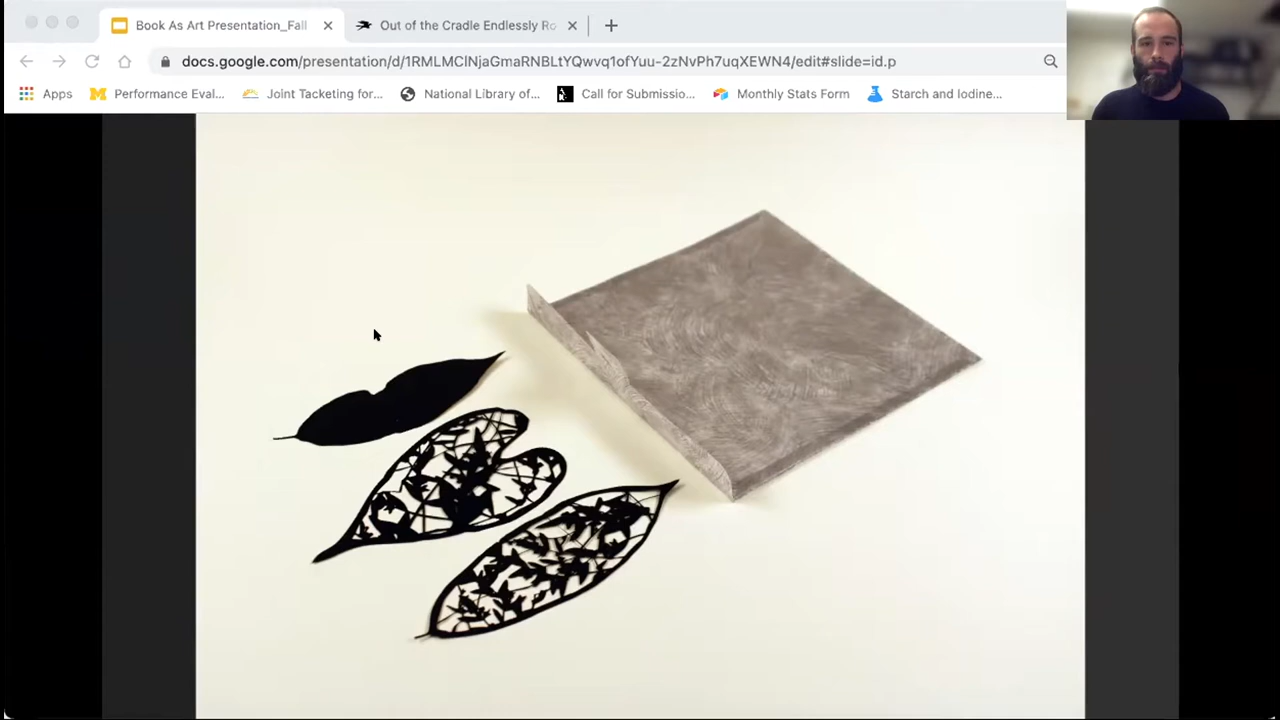 Book As Art Presentation_Fall
Out of the Cradle Endlessly Ro
docs.google.com/presentation/d/1RMLMClNjaGmaRNBLtYQwvq1ofYuu-2zNvPh7uqXEWN4/edit#slide=id.p
Apps
Performance Eval...
Joint Tacketing for...
National Library of...
Call for Submissio...
Monthly Stats Form
Starch and Iodine...